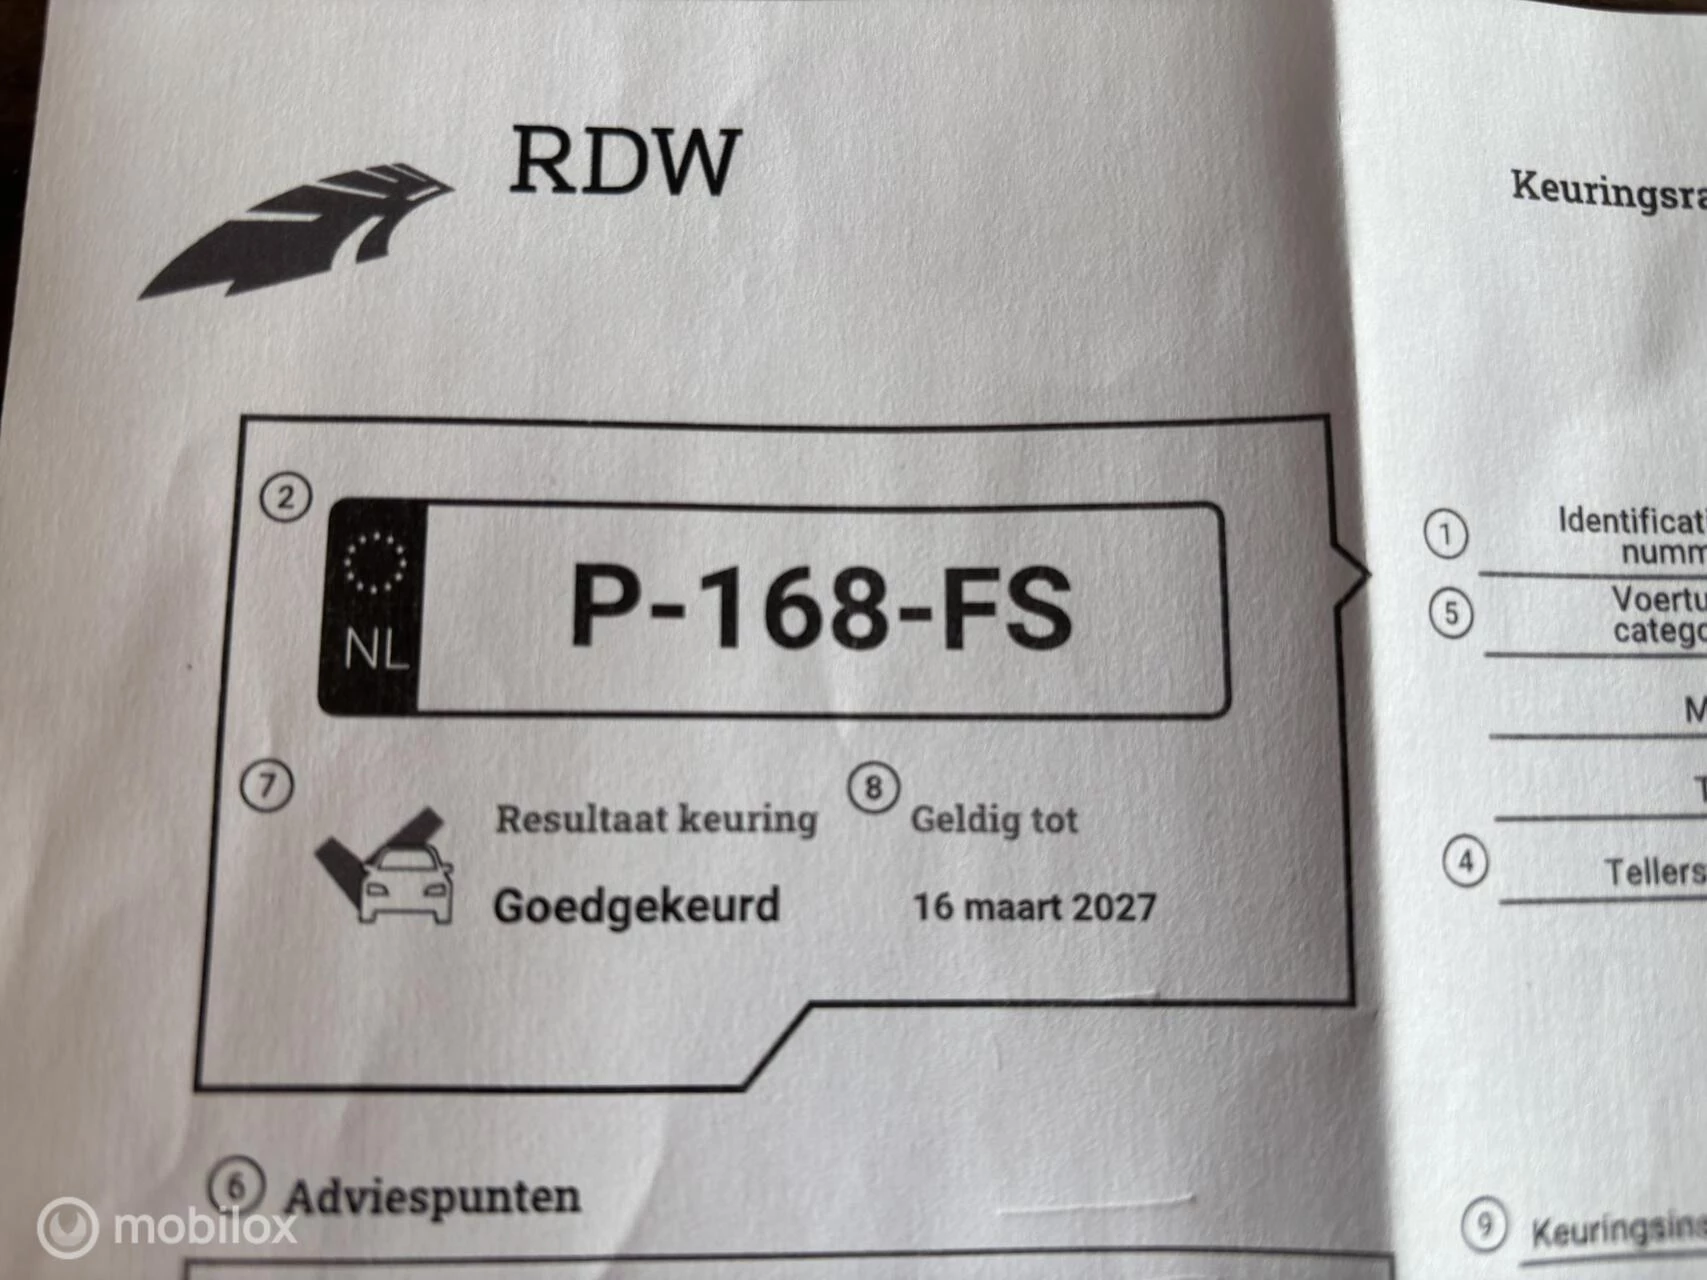 RDW
2
NL
P-168-FS
7
Resultaat keuring
Goedgekeurd
8
Geldig tot
16 maart 2027
6 Adviespunten
Keuringsra
1
Identificati
numm
5
Voertu
catego
M
T
4
Tellers
9
Keuringsins
mobilox